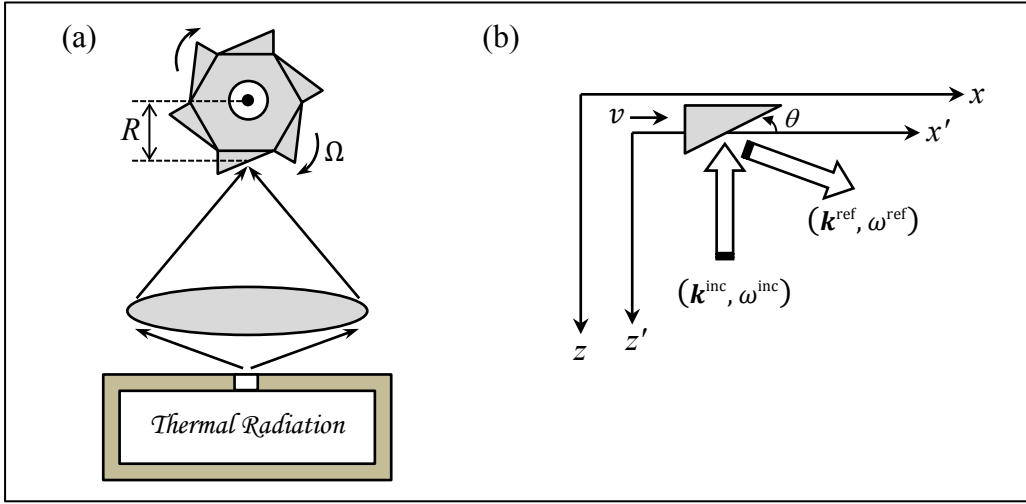 (a)
R
Ω
Thermal Radiation
(b)
x
v
θ
x′
(𝒌^ref, ω^ref)
(𝒌^inc, ω^inc)
z
z′